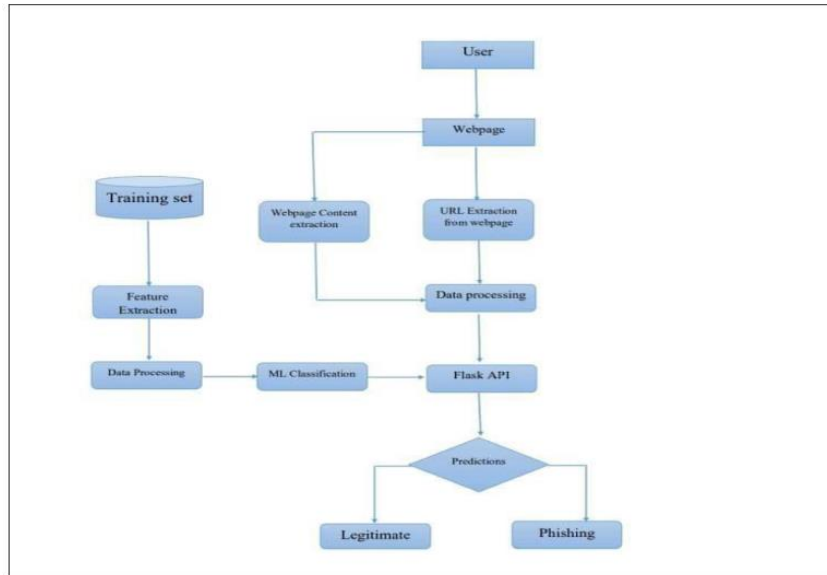 User
Webpage
Training set
Webpage Content
extraction
URL Extraction
from webpage
Feature
Extraction
Data processing
Data Processing
ML Classification
Flask API
Predictions
Legitimate
Phishing